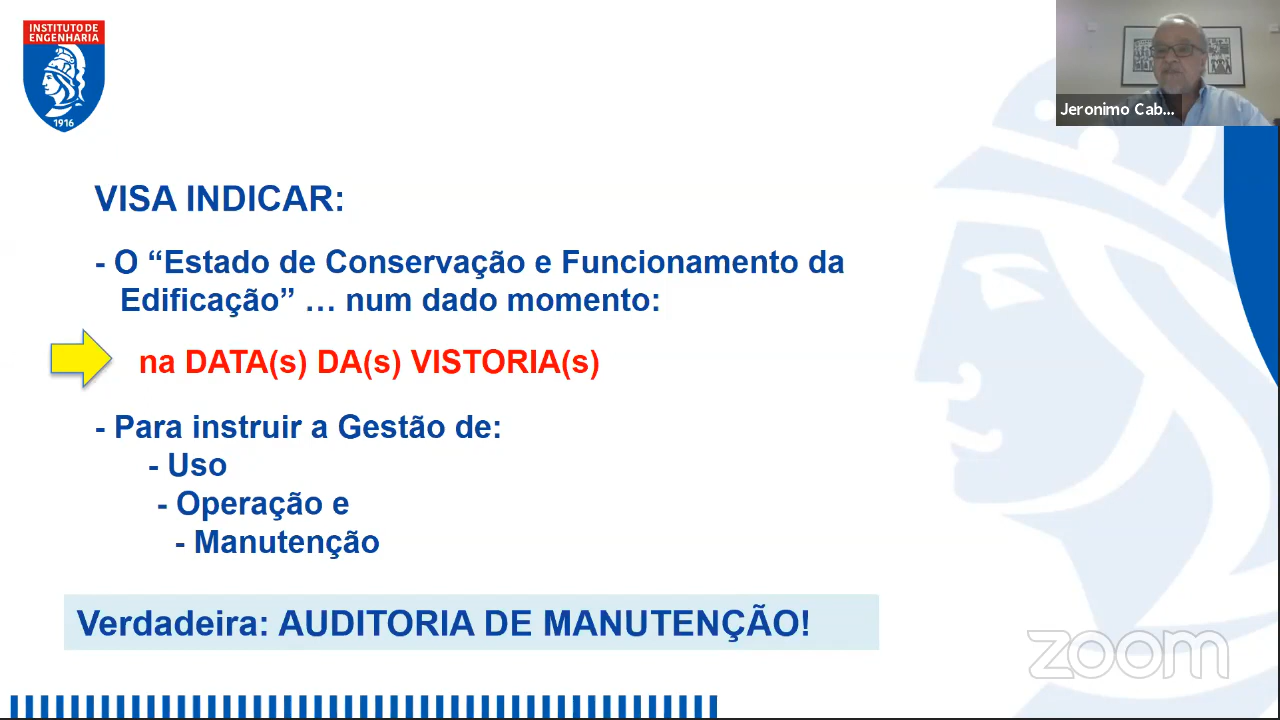 INSTITUTO DE
ENGENHARIA
1916
Jeronimo Cab...
VISA INDICAR:
- O “Estado de Conservação e Funcionamento da
Edificação” … num dado momento:
na DATA(s) DA(s) VISTORIA(s)
- Para instruir a Gestão de:
- Uso
- Operação e
- Manutenção
Verdadeira: AUDITORIA DE MANUTENÇÃO!
zoom